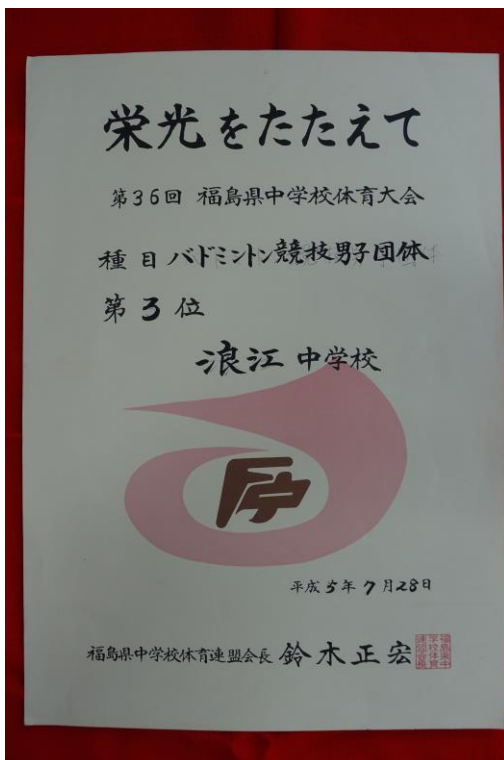 栄光をたたえて
第36回 福島県中学校体育大会
種目 バドミントン競技男子団体
第3位
浪江中学校
平成5年7月28日
福島県中学校体育連盟会長 鈴木正宏